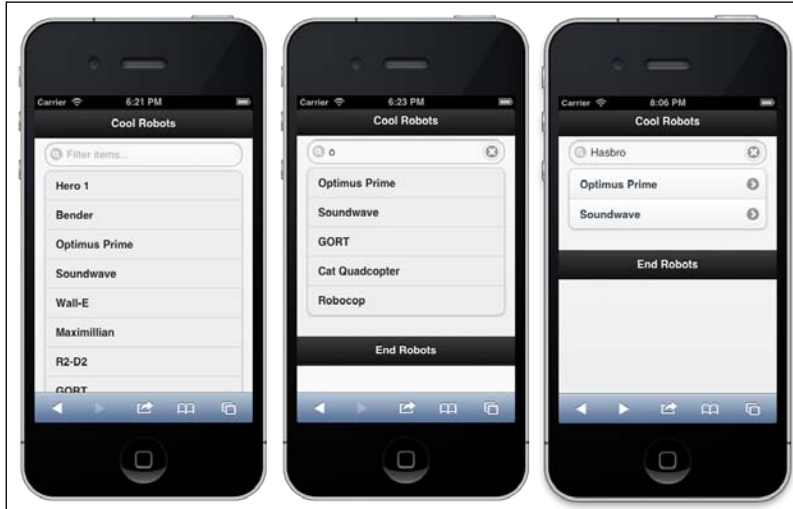 Carrier 6:21 PM
Cool Robots
Filter items...
Hero 1
Bender
Optimus Prime
Soundwave
Wall-E
Maximillian
R2-D2
GORT
Carrier 6:23 PM
Cool Robots
o
Optimus Prime
Soundwave
GORT
Cat Quadcopter
Robocop
End Robots
Carrier 8:06 PM
Cool Robots
Hasbro
Optimus Prime
Soundwave
End Robots